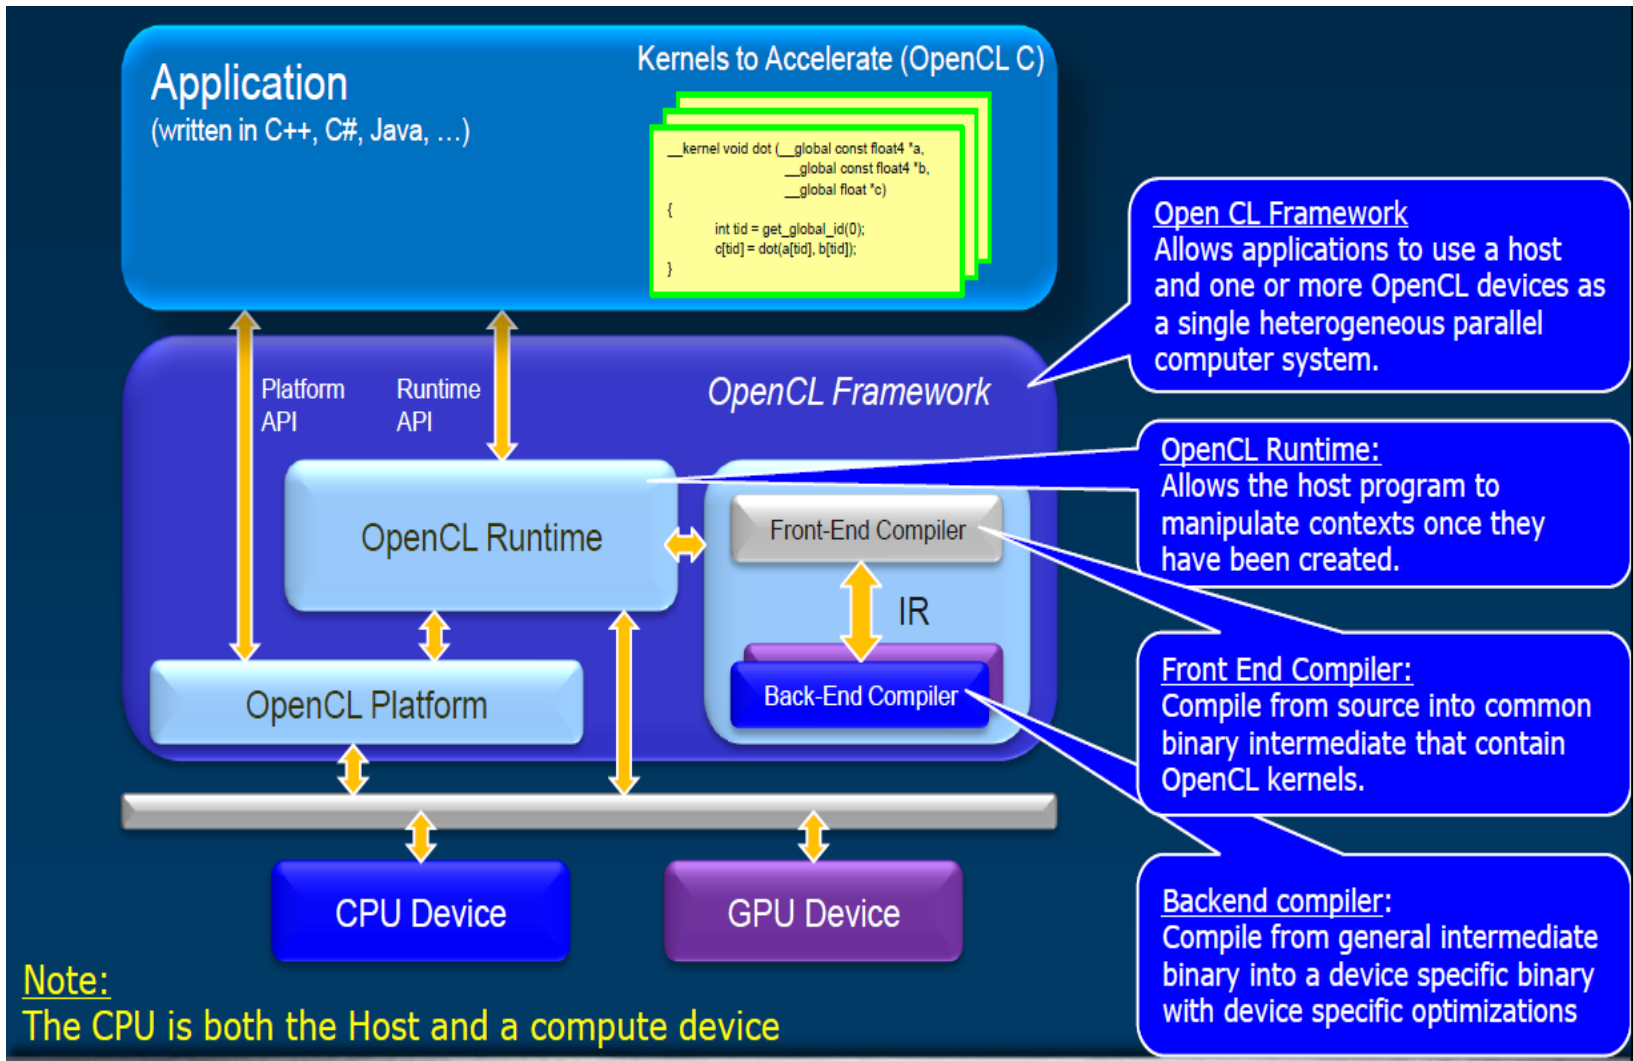 Application
(written in C++, C#, Java, …)
Kernels to Accelerate (OpenCL C)
__kernel void dot (__global const float4 *a,
__global const float4 *b,
__global float *c)
{
int tid = get_global_id(0);
c[tid] = dot(a[tid], b[tid]);
}
Platform
API
Runtime
API
OpenCL Framework
OpenCL Runtime
Front-End Compiler
IR
Back-End Compiler
OpenCL Platform
CPU Device
GPU Device
Open CL Framework
Allows applications to use a host
and one or more OpenCL devices as
a single heterogeneous parallel
computer system.
OpenCL Runtime:
Allows the host program to
manipulate contexts once they
have been created.
Front End Compiler:
Compile from source into common
binary intermediate that contain
OpenCL kernels.
Backend compiler:
Compile from general intermediate
binary into a device specific binary
with device specific optimizations
Note:
The CPU is both the Host and a compute device